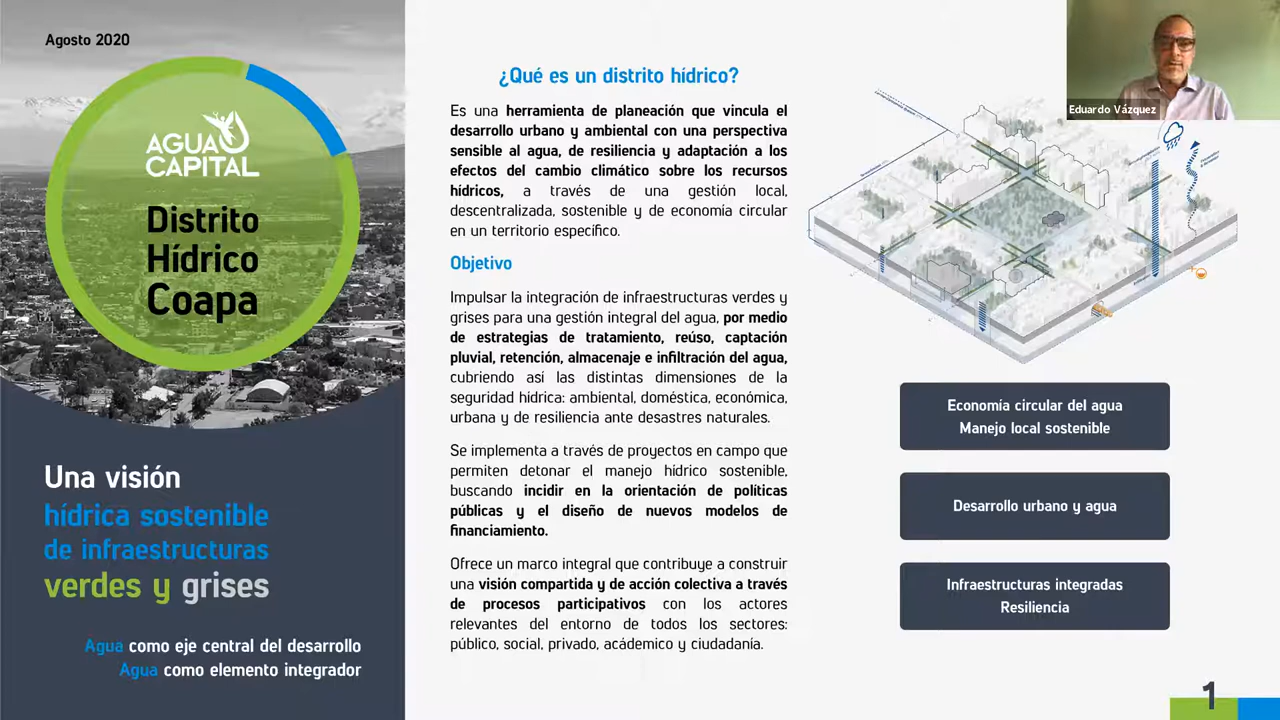 Agosto 2020
AGUA
CAPITAL
Distrito
Hídrico
Coapa
Una visión
hídrica sostenible
de infraestructuras
verdes y grises
Agua como eje central del desarrollo
Agua como elemento integrador
¿Qué es un distrito hídrico?
Es una herramienta de planeación que vincula el
desarrollo urbano y ambiental con una perspectiva
sensible al agua, de resiliencia y adaptación a los
efectos del cambio climático sobre los recursos
hídricos, a través de una gestión local,
descentralizada, sostenible y de economía circular
en un territorio específico.
Objetivo
Impulsar la integración de infraestructuras verdes y
grises para una gestión integral del agua, por medio
de estrategias de tratamiento, reúso, captación
pluvial, retención, almacenaje e infiltración del agua,
cubriendo así las distintas dimensiones de la
seguridad hídrica: ambiental, doméstica, económica,
urbana y de resiliencia ante desastres naturales.
Se implementa a través de proyectos en campo que
permiten detonar el manejo hídrico sostenible,
buscando incidir en la orientación de políticas
públicas y el diseño de nuevos modelos de
financiamiento.
Ofrece un marco integral que contribuye a construir
una visión compartida y de acción colectiva a través
de procesos participativos con los actores
relevantes del entorno de todos los sectores:
público, social, privado, acádemico y ciudadanía.
Eduardo Vázquez
Economía circular del agua
Manejo local sostenible
Desarrollo urbano y agua
Infraestructuras integradas
Resiliencia
1